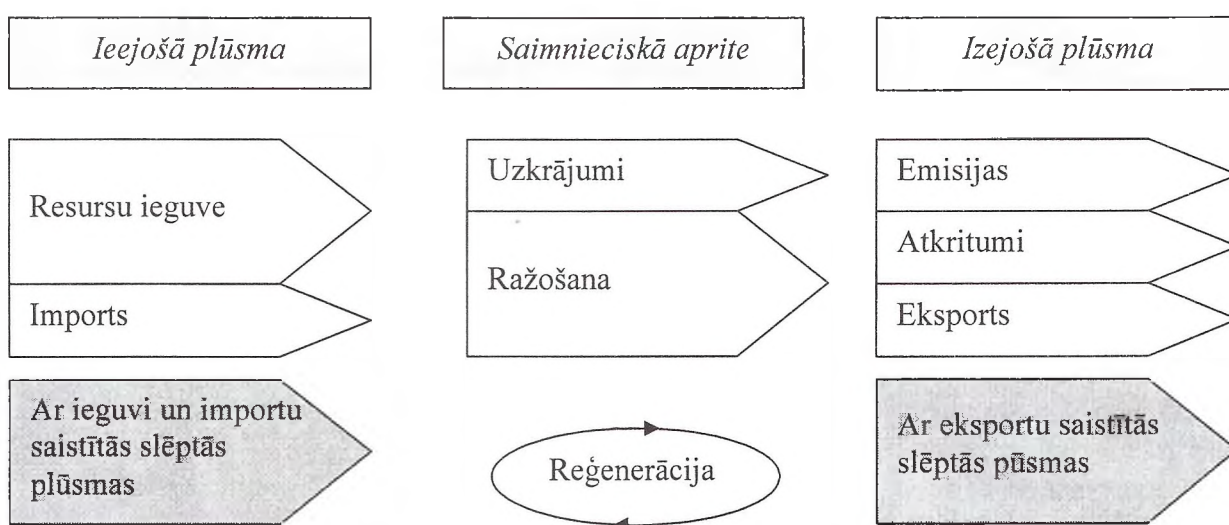 Ieejošā plūsma
Saimnieciskā aprite
Izejošā plūsma
Resursu ieguve
Imports
Ar ieguvi un importu
saistītās slēptās
plūsmas
Uzkrājumi
Ražošana
Reģenerācija
Emisijas
Atkritumi
Eksports
Ar eksportu saistītās
slēptās pūsmas